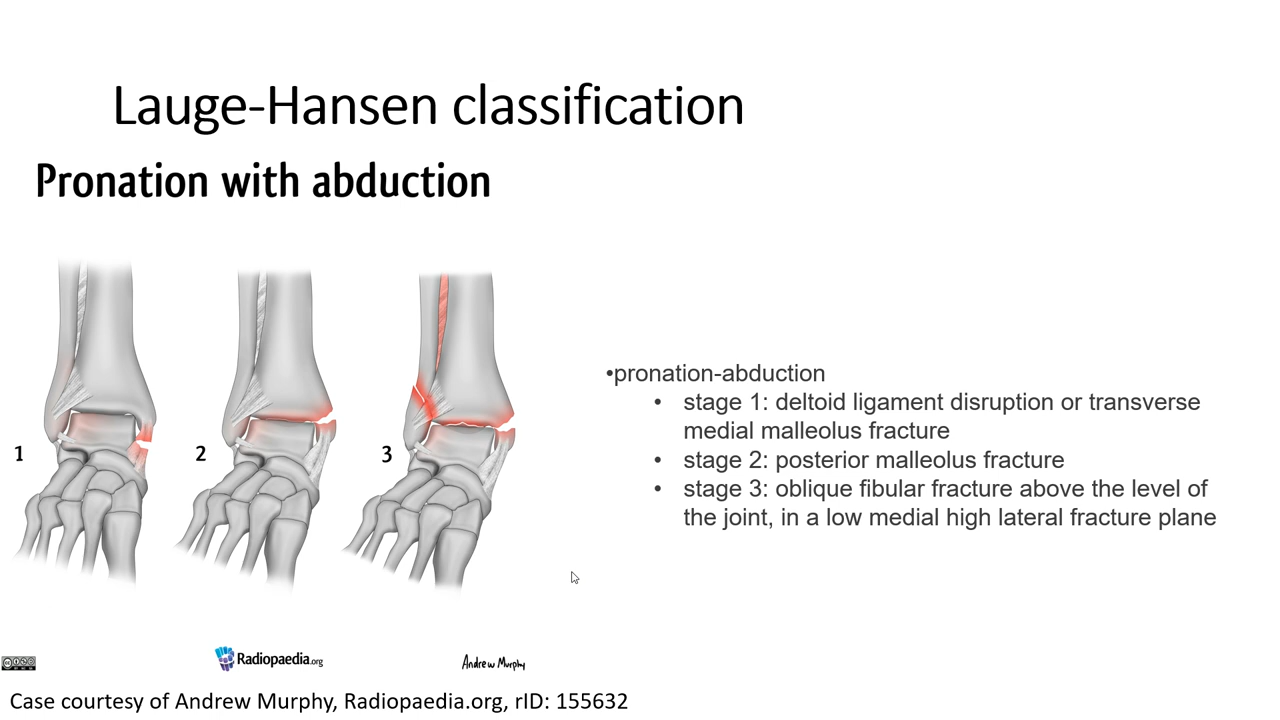 Lauge-Hansen classification
Pronation with abduction
1
2
3
•pronation-abduction
• stage 1: deltoid ligament disruption or transverse
medial malleolus fracture
• stage 2: posterior malleolus fracture
• stage 3: oblique fibular fracture above the level of
the joint, in a low medial high lateral fracture plane
Radiopaedia.org
Andrew Murphy
Case courtesy of Andrew Murphy, Radiopaedia.org, rID: 155632